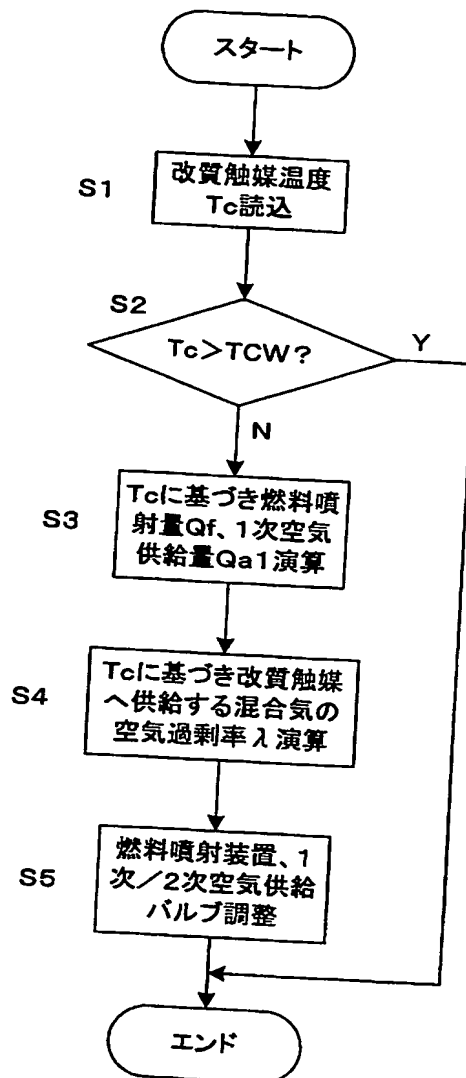 スタート
S1
改質触媒温度
Tc読込
S2
Tc>TCW?
Y
N
S3
Tcに基づき燃料噴
射量Qf、1次空気
供給量Qa1演算
S4
Tcに基づき改質触媒
へ供給する混合気の
空気過剰率λ演算
S5
燃料噴射装置、1
次/2次空気供給
バルブ調整
エンド